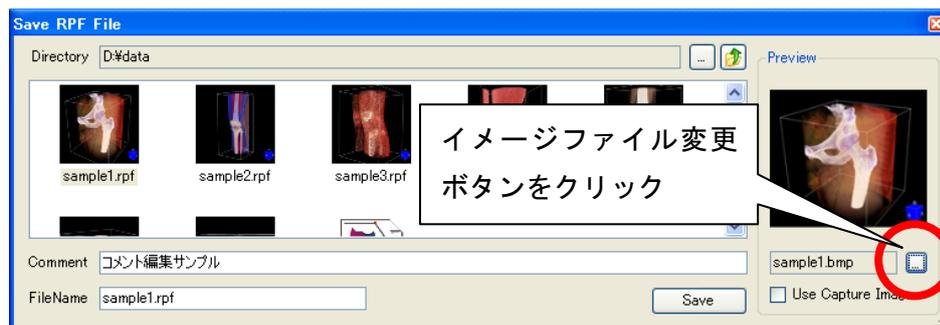 Save RPF File
Directory D:¥data ...
Preview
sample1.rpf sample2.rpf sample3.rpf
イメージファイル変更
ボタンをクリック
Comment コメント編集サンプル
sample1.bmp ...
FileName sample1.rpf Save
Use Capture Image